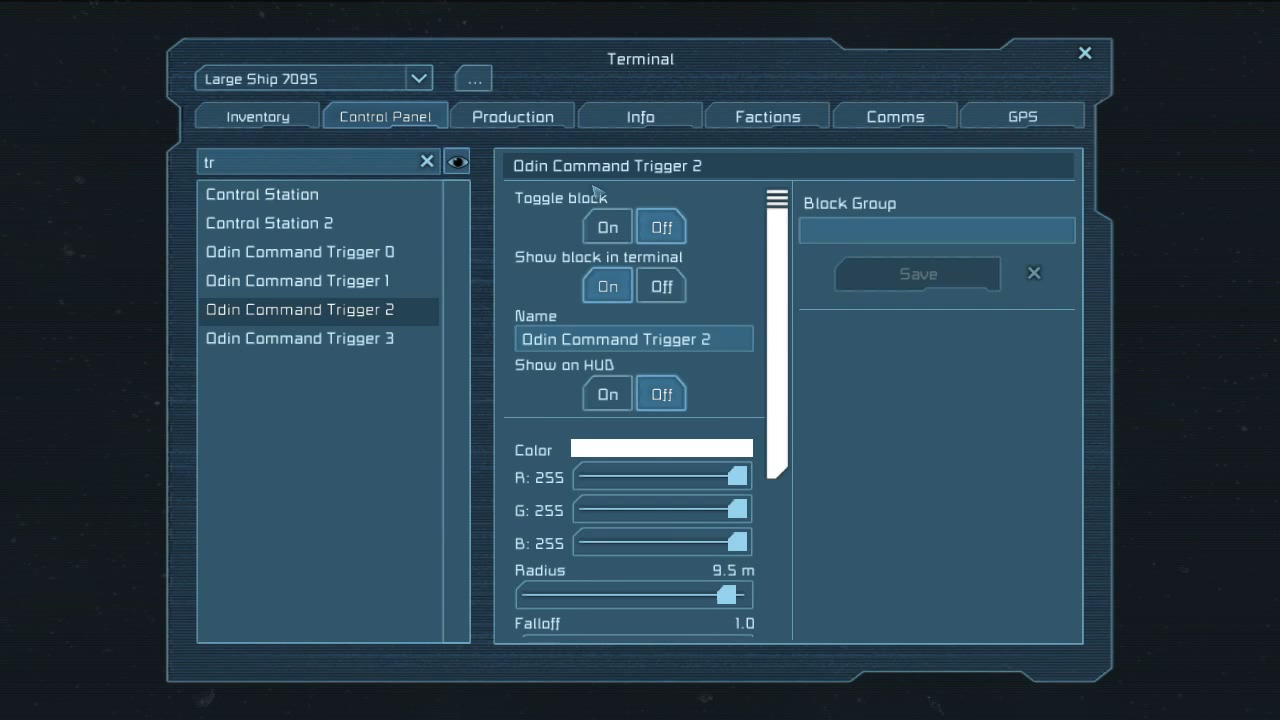 Terminal
Large Ship 7095
...
Inventory
Control Panel
Production
Info
Factions
Comms
GPS
tr
Control Station
Control Station 2
Odin Command Trigger 0
Odin Command Trigger 1
Odin Command Trigger 2
Odin Command Trigger 3
Odin Command Trigger 2
Toggle block
On Off
Show block in terminal
On Off
Name
Odin Command Trigger 2
Show on HUD
On Off
Color
R: 255
G: 255
B: 255
Radius 9.5 m
Falloff 1.0
Block Group
Save